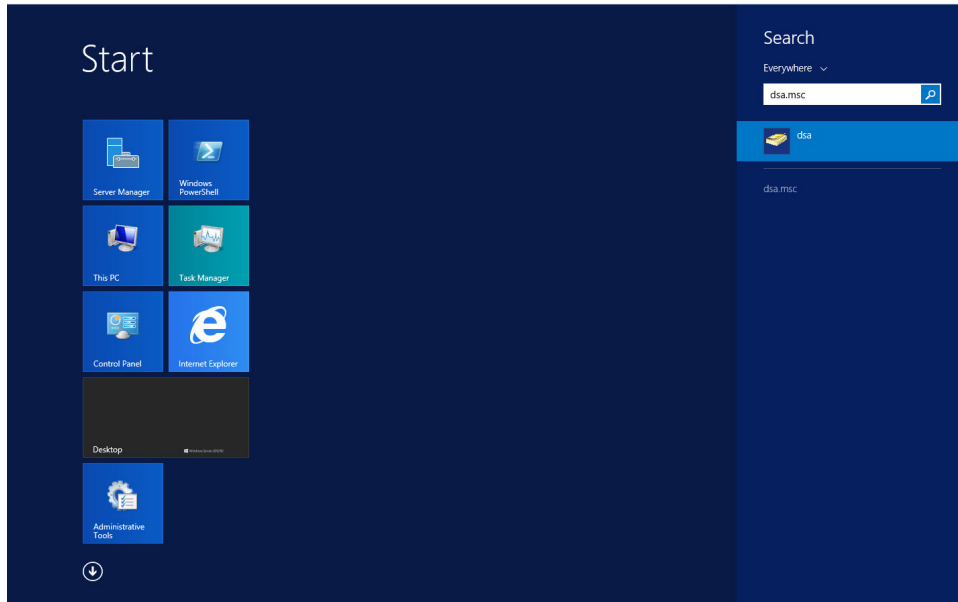 Start
Server Manager
Windows
PowerShell
This PC
Task Manager
Control Panel
Internet Explorer
Desktop
Administrative
Tools
Search
Everywhere
dsa.msc
dsa
dsa.msc